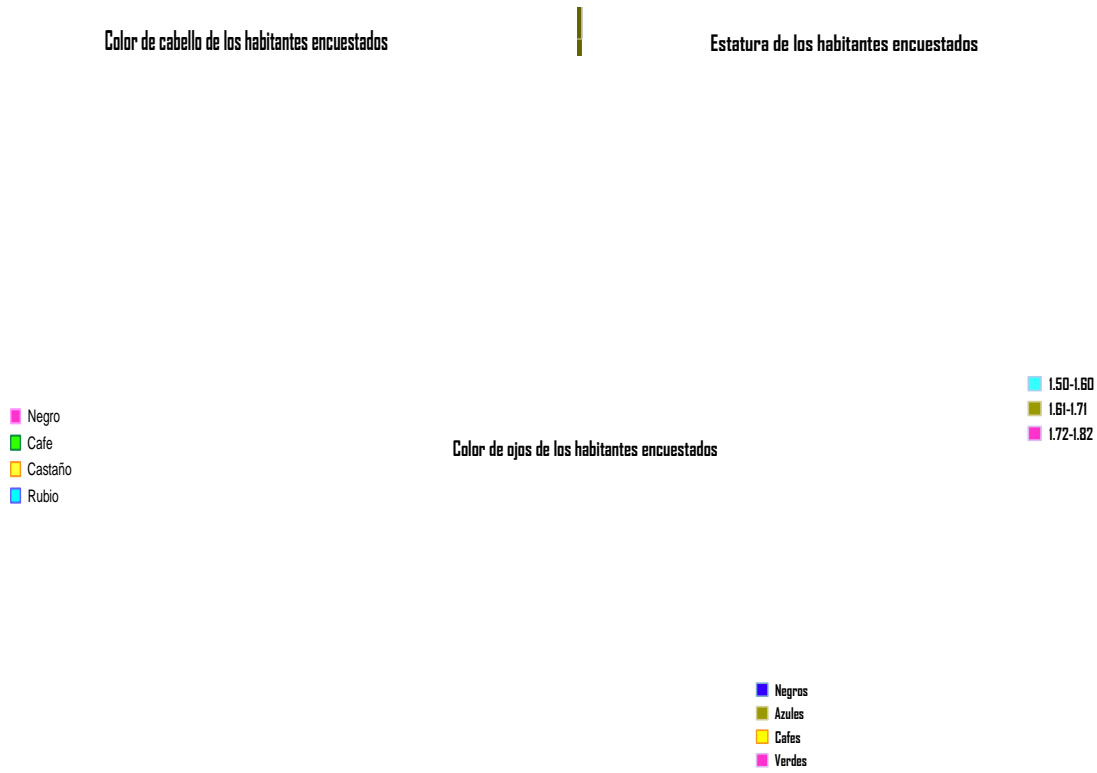 Color de cabello de los habitantes encuestados
Estatura de los habitantes encuestados
1.50-1.60
1.61-1.71
1.72-1.82
Negro
Cafe
Castaño
Rubio
Color de ojos de los habitantes encuestados
Negros
Azules
Cafes
Verdes